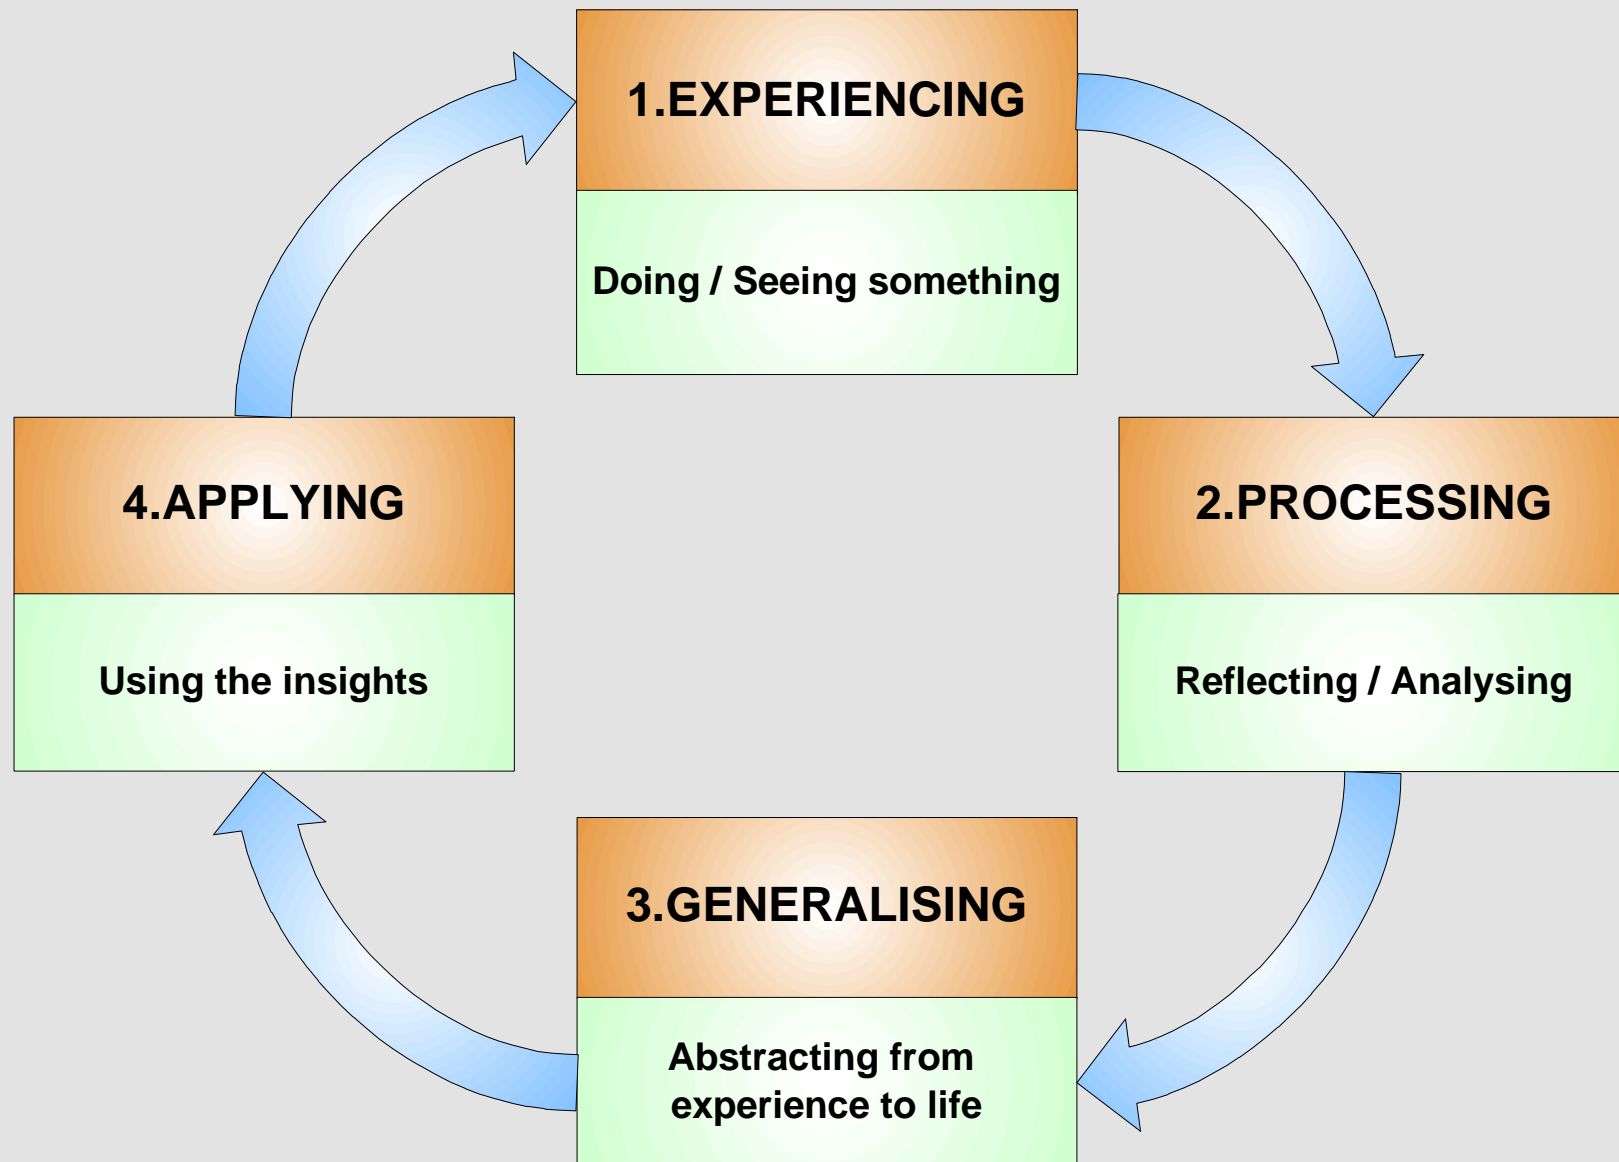 1.EXPERIENCING
Doing / Seeing something
2.PROCESSING
Reflecting / Analysing
3.GENERALISING
Abstracting from
experience to life
4.APPLYING
Using the insights